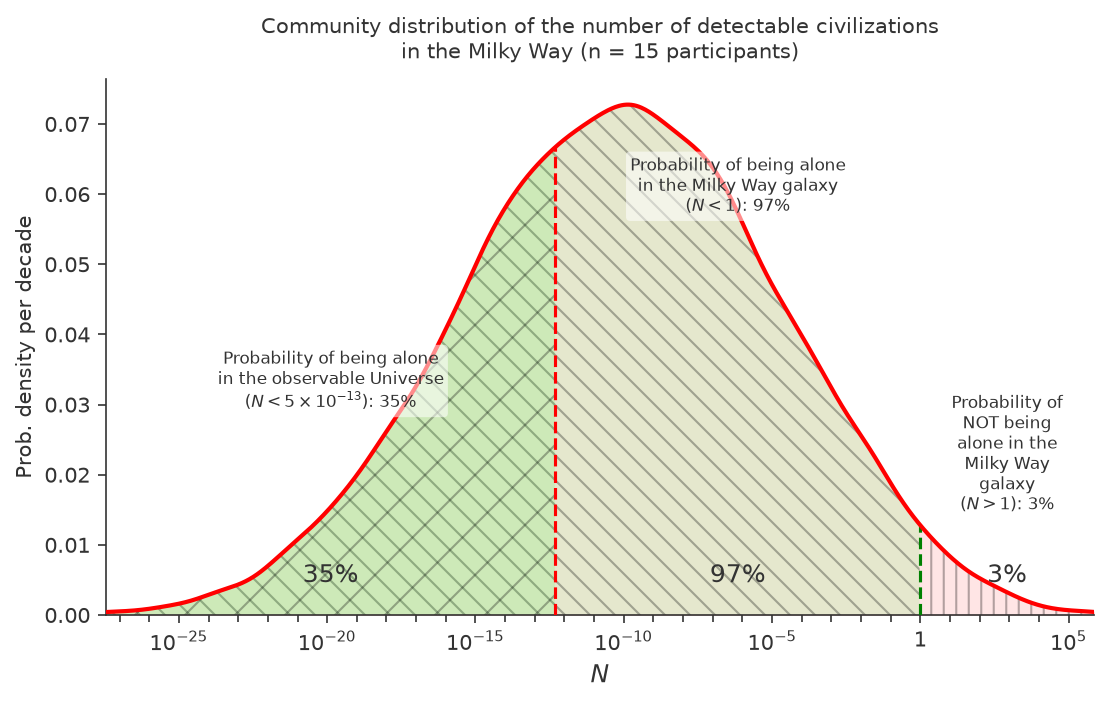 Community distribution of the number of detectable civilizations
in the Milky Way (n = 15 participants)
Prob. density per decade
0.07
0.06
0.05
0.04
0.03
0.02
0.01
0.00
Probability of being alone
in the Milky Way galaxy
(N < 1): 97%
Probability of being alone
in the observable Universe
(N < 5 × 10⁻¹³): 35%
Probability of
NOT being
alone in the
Milky Way
galaxy
(N > 1): 3%
35%
97%
3%
10⁻²⁵
10⁻²⁰
10⁻¹⁵
10⁻¹⁰
10⁻⁵
1
10⁵
N